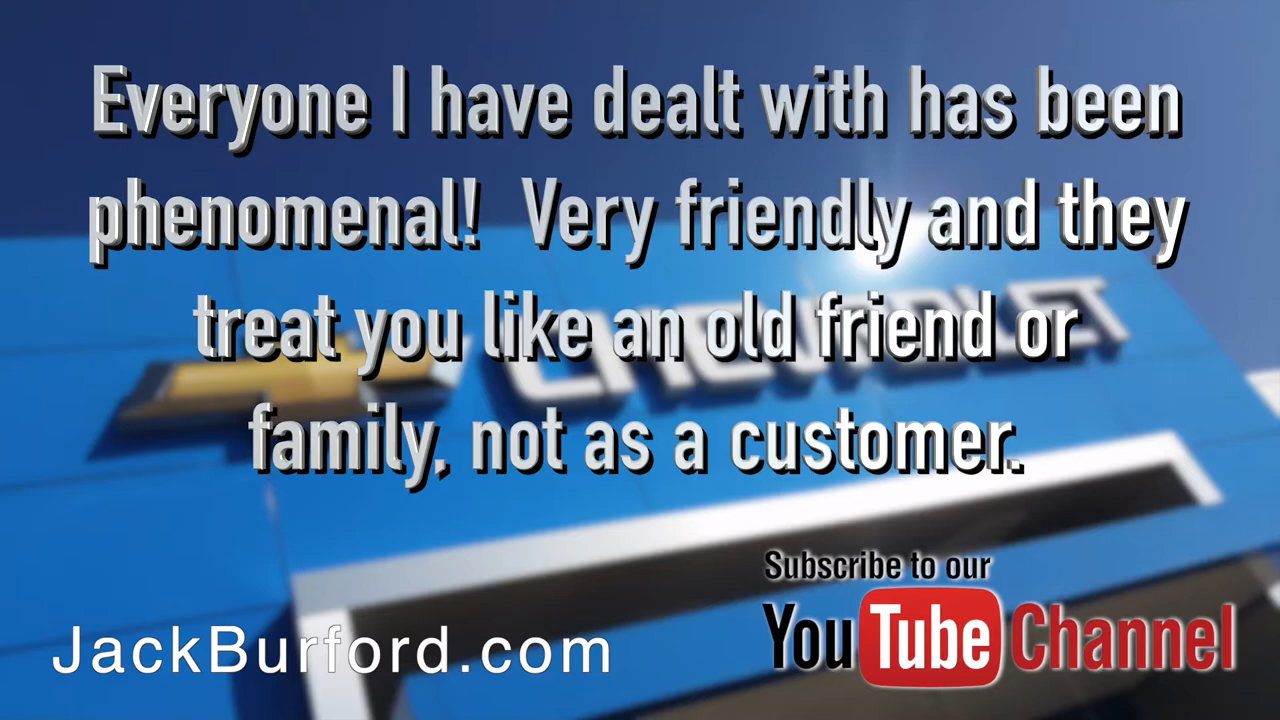 Everyone I have dealt with has been
phenomenal!  Very friendly and they
treat you like an old friend or
CHEVROLET
family, not as a customer.
Subscribe to our
YouTube Channel
JackBurford.com